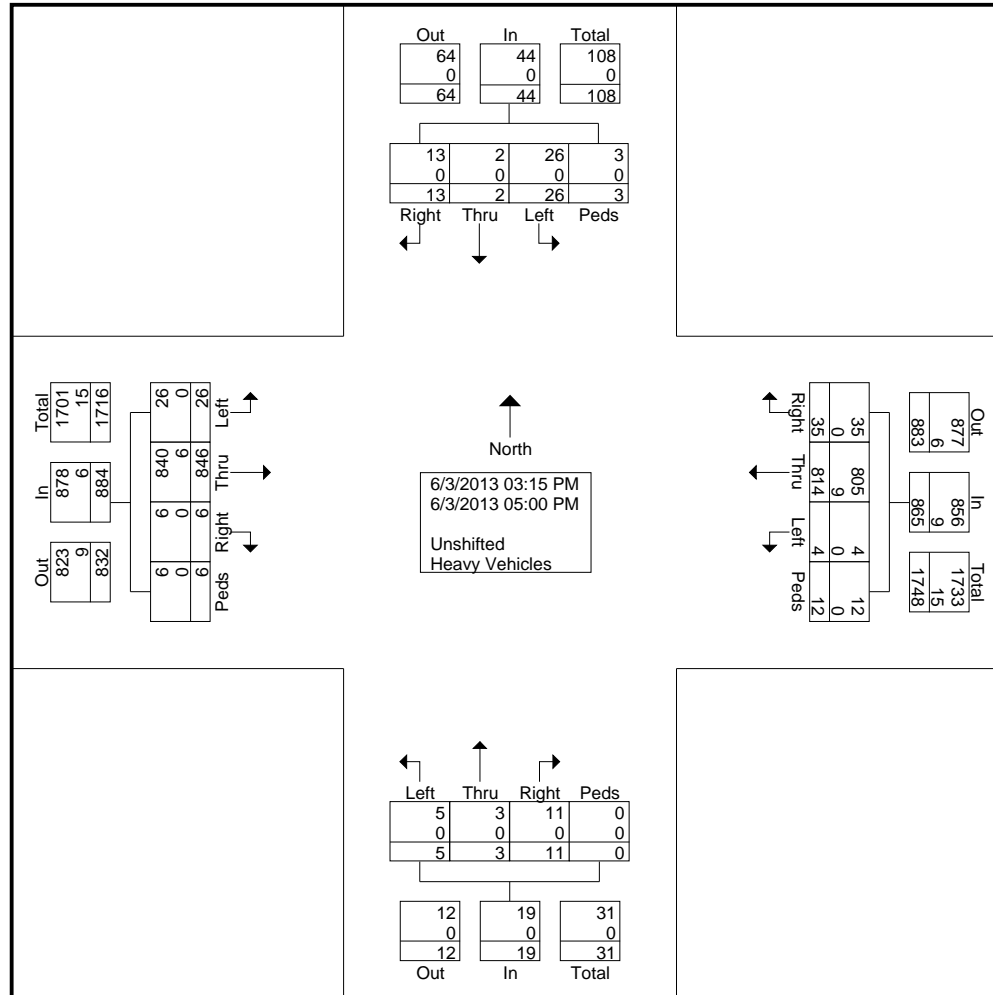 Out In Total
64 44 108
0 0 0
64 44 108
13 2 26 3
0 0 0 0
13 2 26 3
Right Thru Left Peds
Total
1701
15
1716
In
878
6
884
Out
823
9
832
26
0
26
Left
840
6
846
Thru
6
0
6
Right
6
0
6
Peds
North
6/3/2013 03:15 PM
6/3/2013 05:00 PM
Unshifted
Heavy Vehicles
Right
35
0
35
Thru
805
9
814
Left
4
0
4
Peds
12
0
12
Out
877
6
883
In
856
9
865
Total
1733
15
1748
Left Thru Right Peds
5 3 11 0
0 0 0 0
5 3 11 0
12 19 31
0 0 0
12 19 31
Out In Total